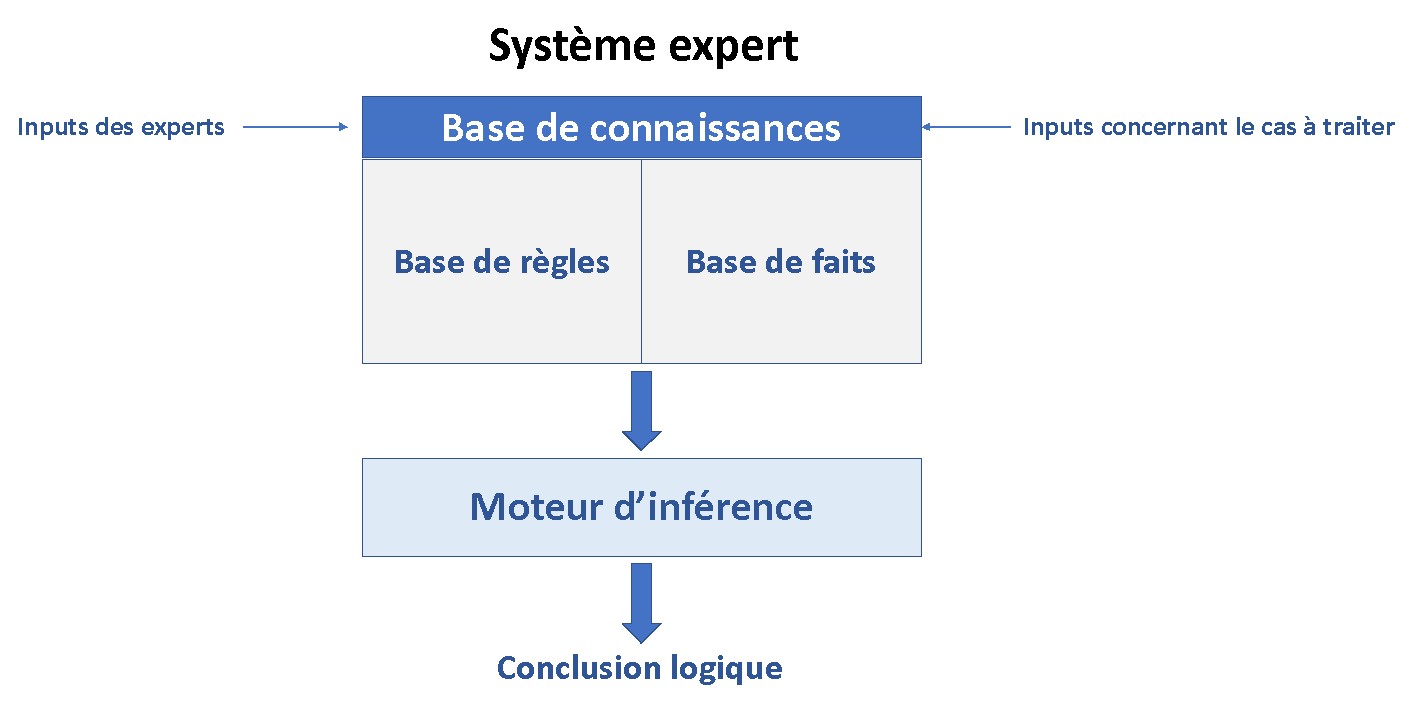 Système expert
Inputs des experts
Base de connaissances
Inputs concernant le cas à traiter
Base de règles
Base de faits
Moteur d’inférence
Conclusion logique